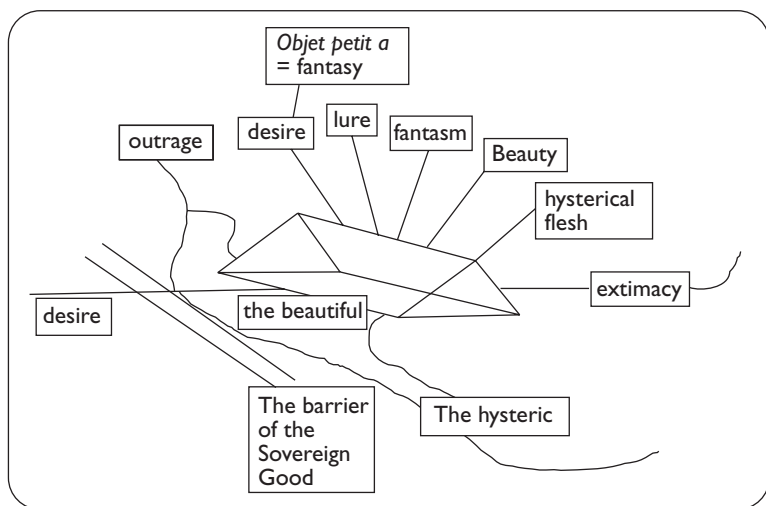 Objet petit a
= fantasy
outrage
desire
lure
fantasm
Beauty
hysterical
flesh
extimacy
desire
the beautiful
The barrier
of the
Sovereign
Good
The hysteric